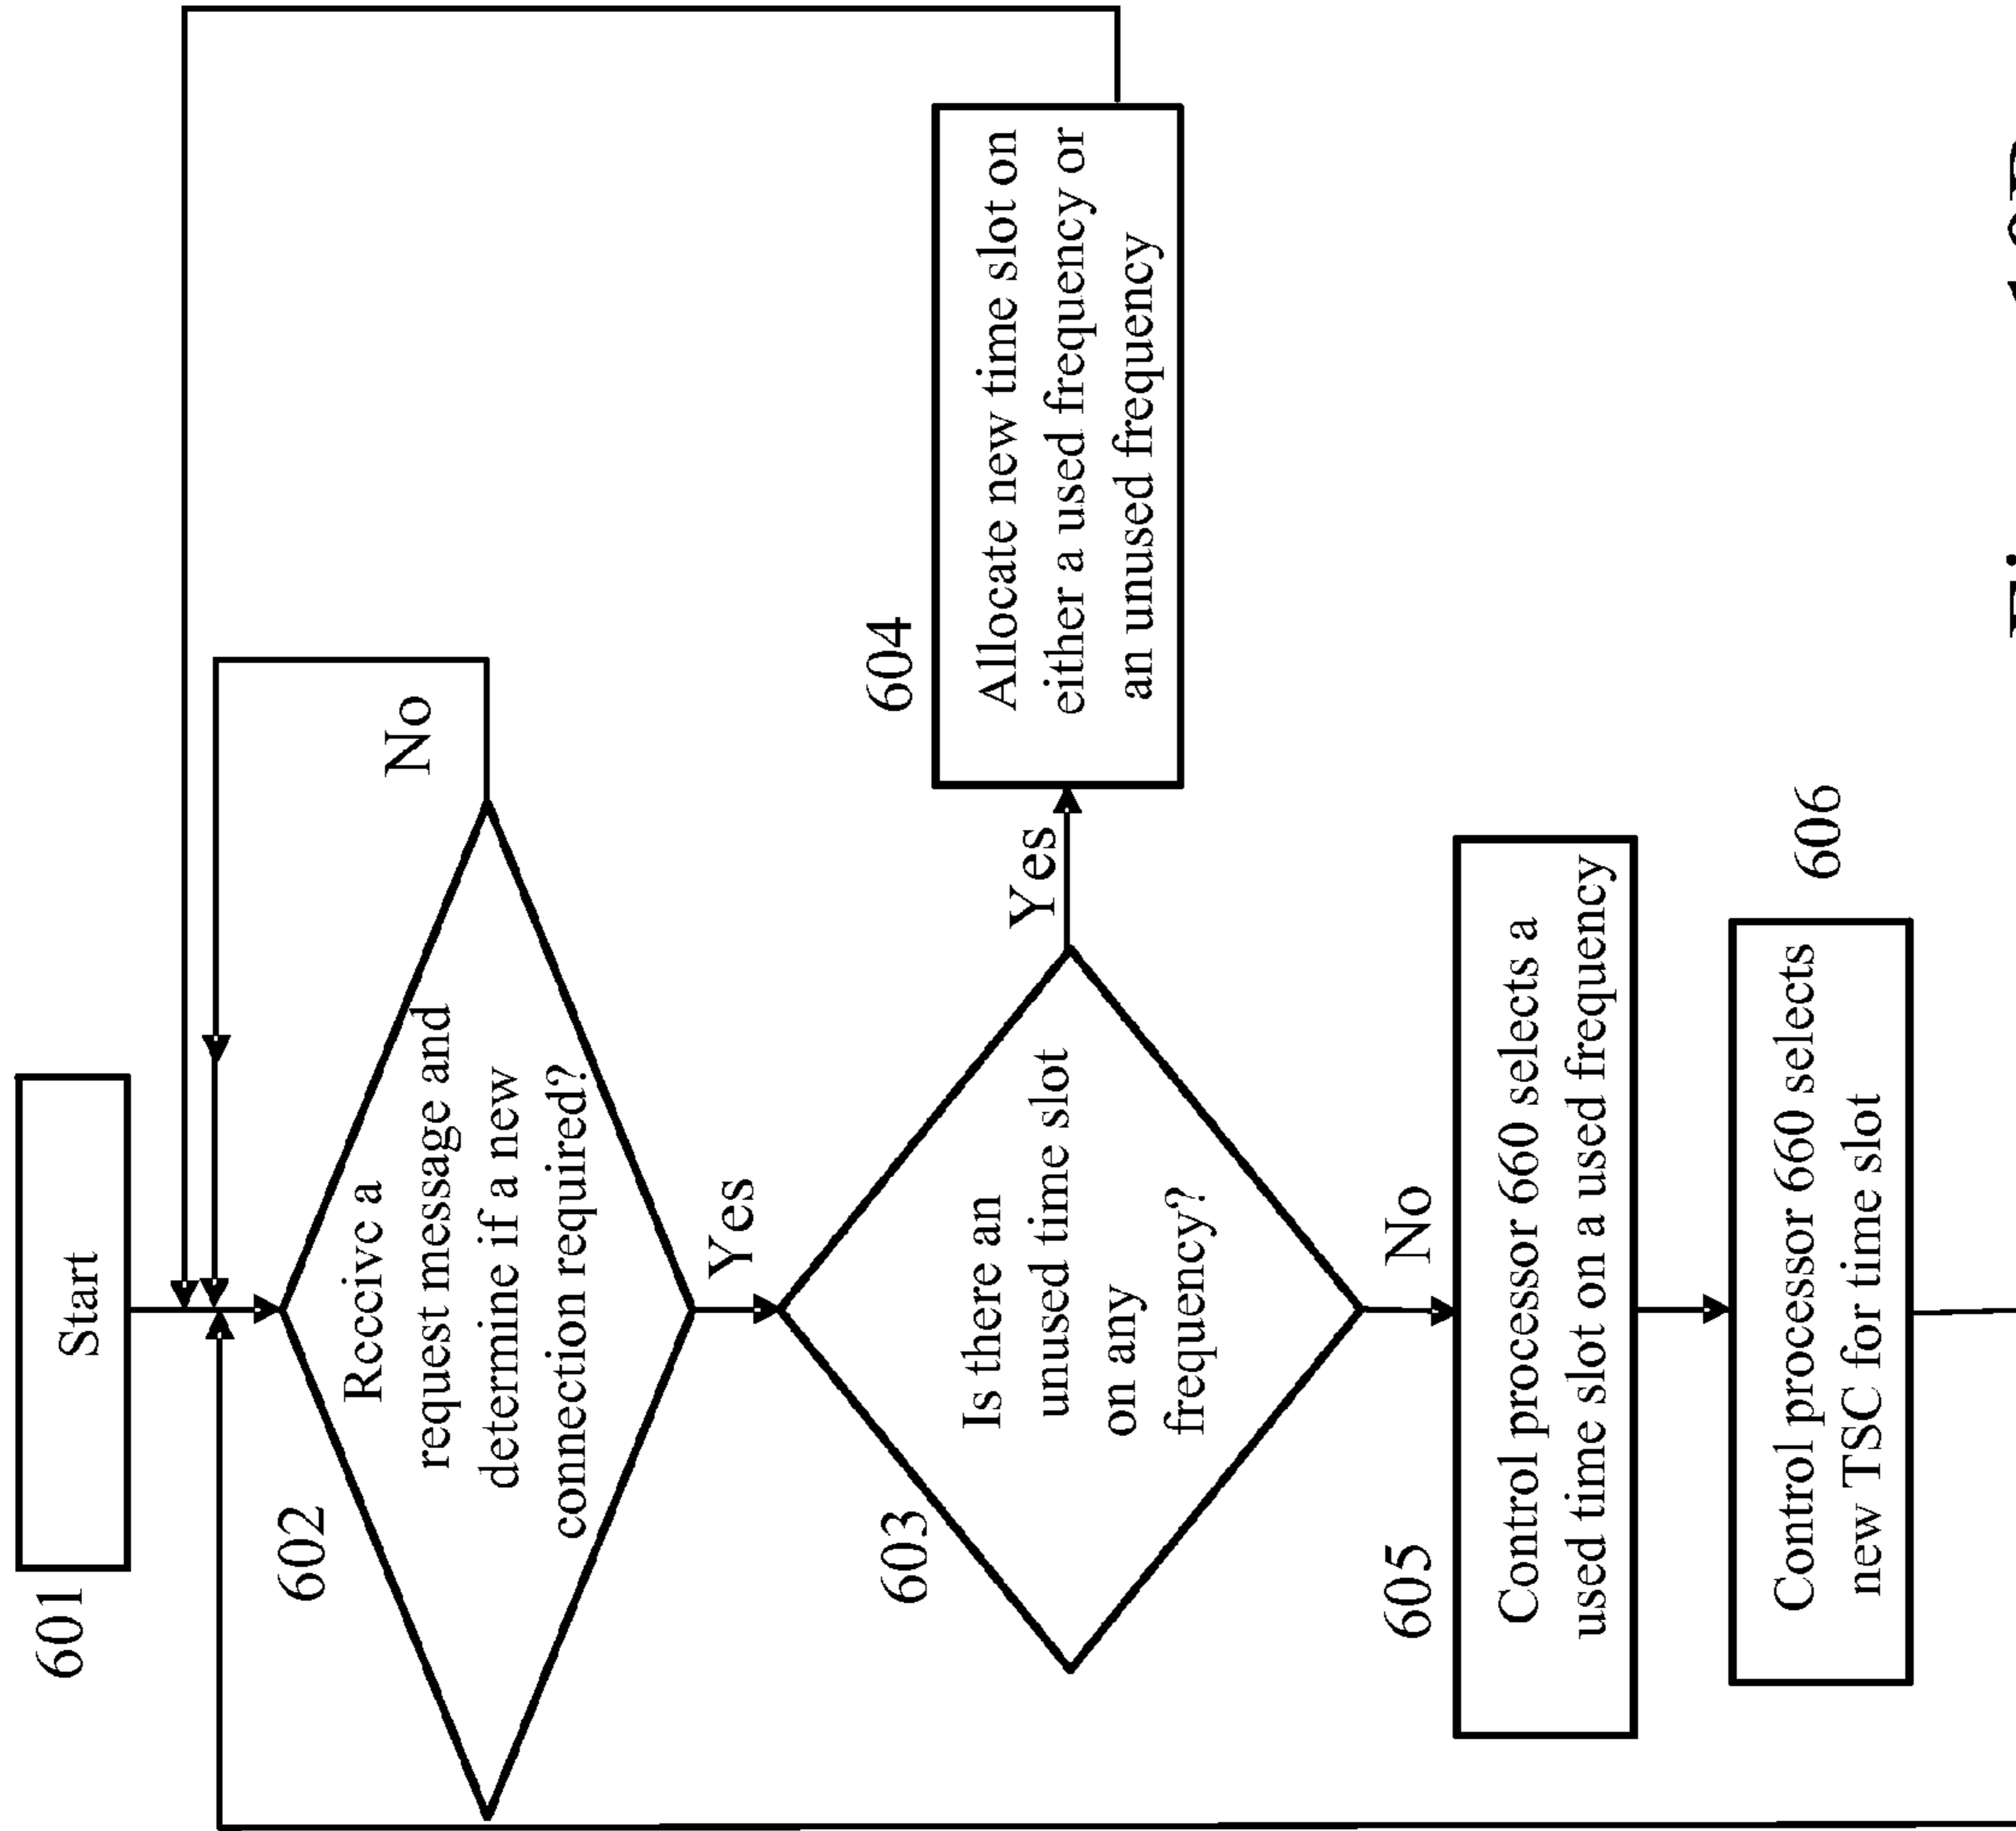 601
Start
602
Receive a
request message and
determine if a new
connection required?
No
Yes
603
Is there an
unused time slot
on any
frequency?
Yes
604
Allocate new time slot on
either a used frequency or
an unused frequency
No
605
Control processor 660 selects a
used time slot on a used frequency
606
Control processor 660 selects
new TSC for time slot